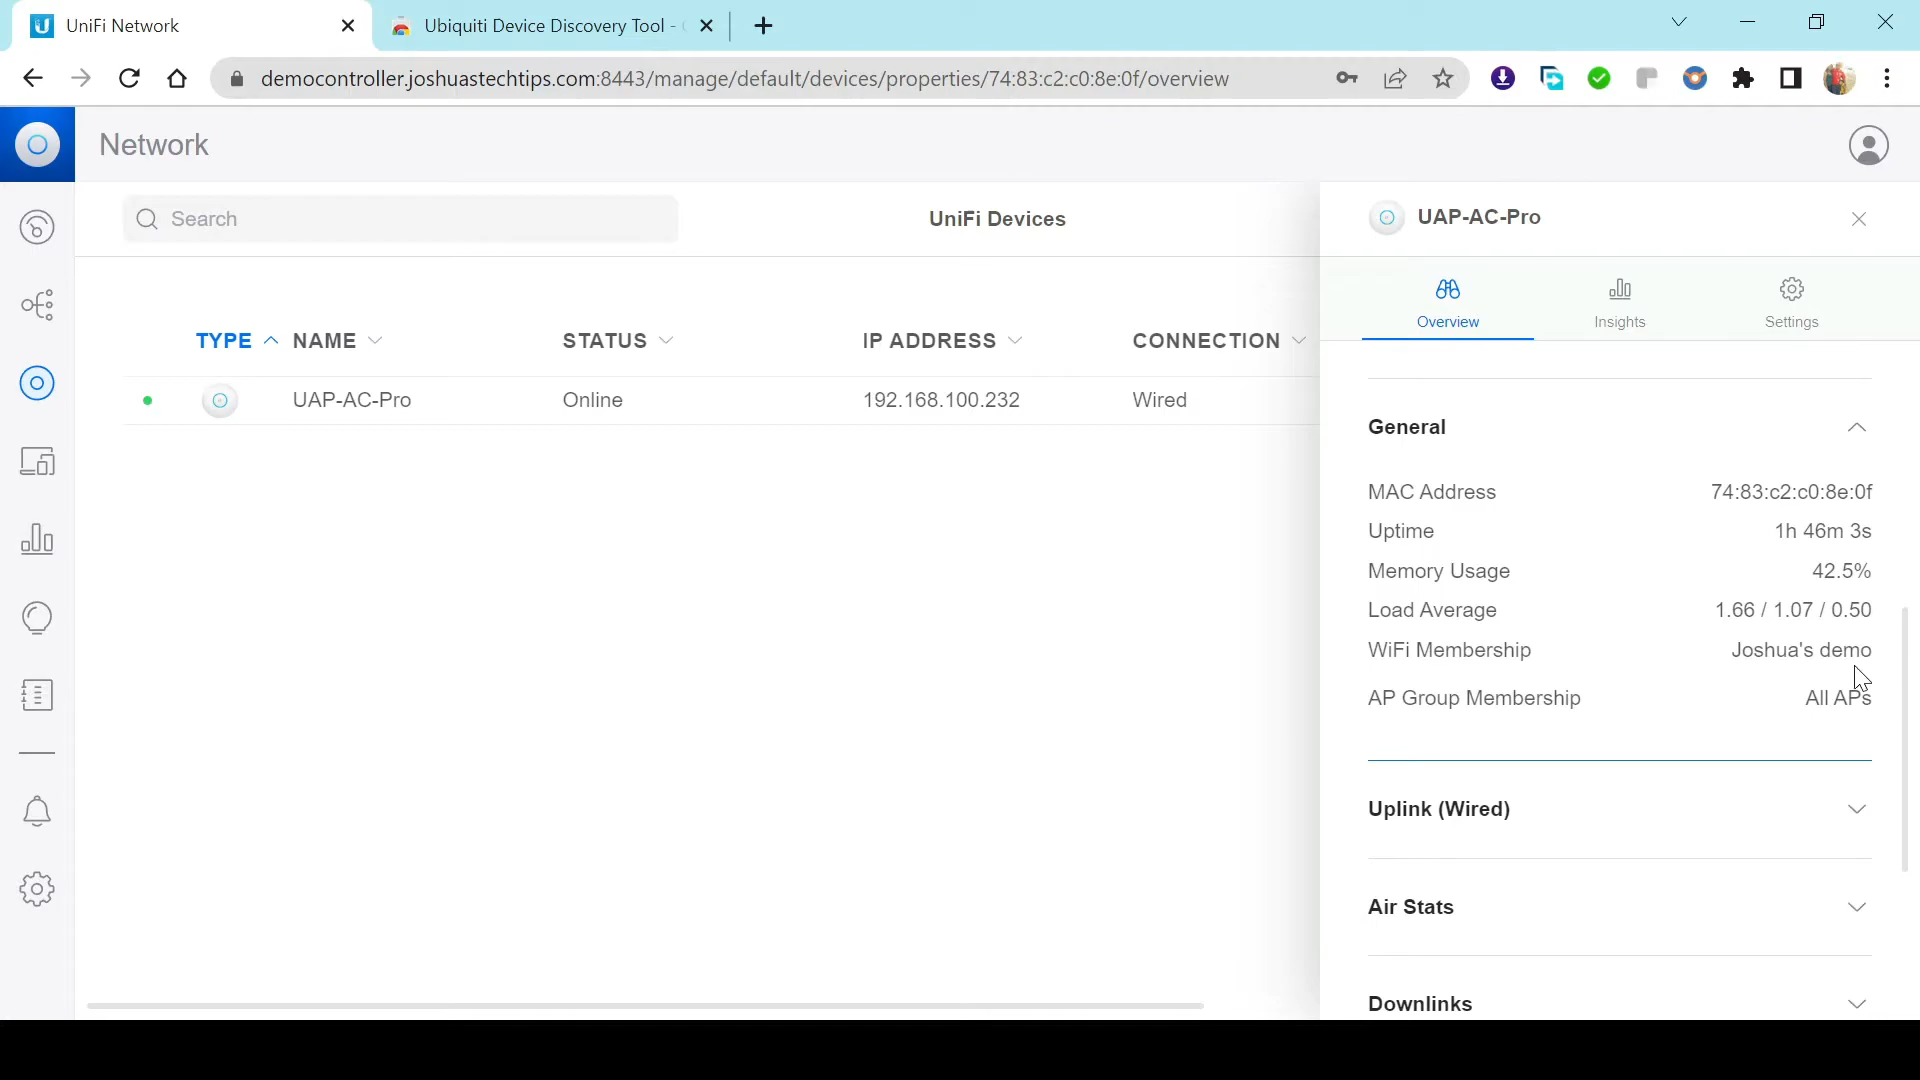 UniFi Network
Ubiquiti Device Discovery Tool -
democontroller.joshuastechtips.com:8443/manage/default/devices/properties/74:83:c2:c0:8e:0f/overview
Network
Search
UniFi Devices
UAP-AC-Pro
Overview
Insights
Settings
TYPE NAME STATUS IP ADDRESS CONNECTION
UAP-AC-Pro Online 192.168.100.232 Wired
General
MAC Address 74:83:c2:c0:8e:0f
Uptime 1h 46m 3s
Memory Usage 42.5%
Load Average 1.66 / 1.07 / 0.50
WiFi Membership Joshua's demo
AP Group Membership All APs
Uplink (Wired)
Air Stats
Downlinks